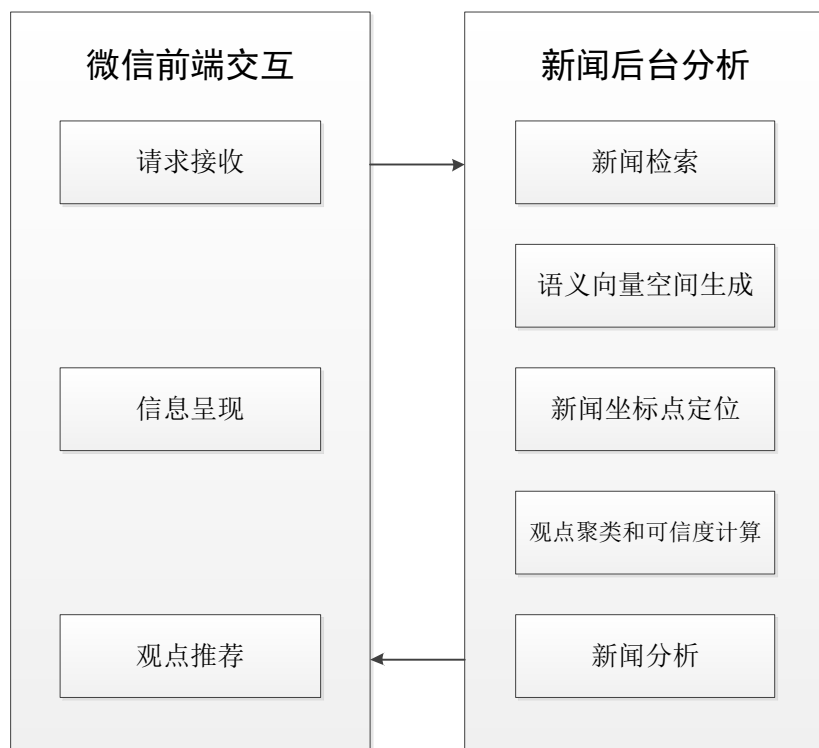 微信前端交互
请求接收
信息呈现
观点推荐
新闻后台分析
新闻检索
语义向量空间生成
新闻坐标点定位
观点聚类和可信度计算
新闻分析